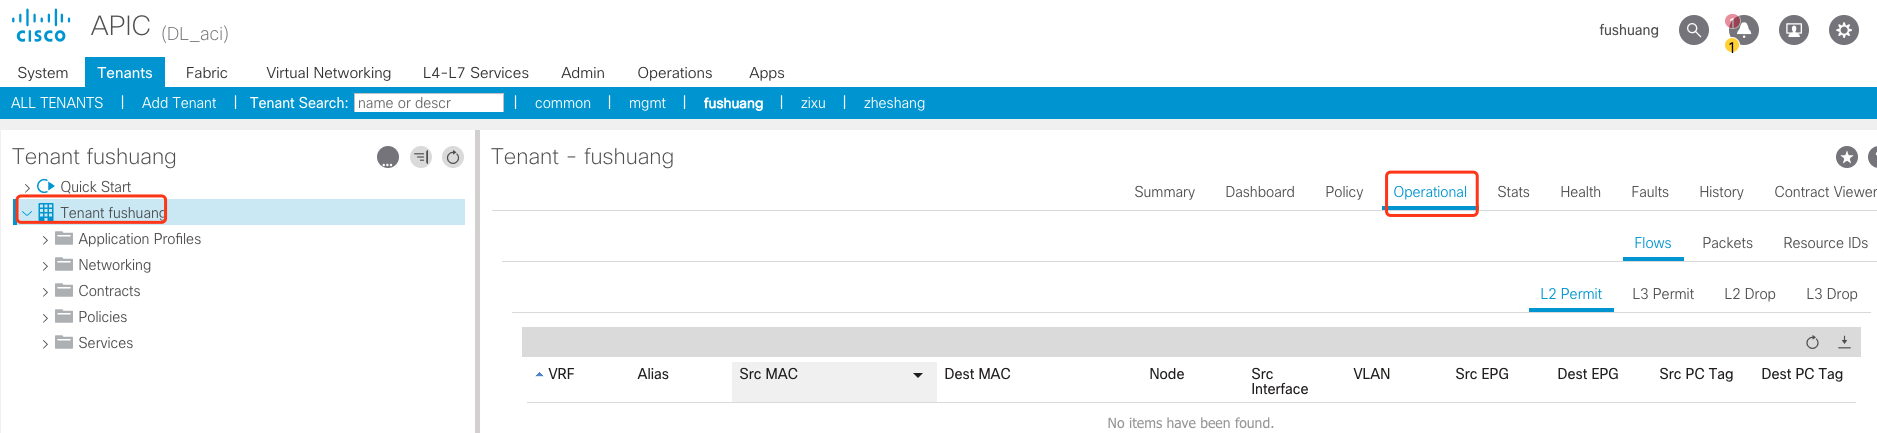 CISCO APIC (DL_aci) fushuang 1
System Tenants Fabric Virtual Networking L4-L7 Services Admin Operations Apps
ALL TENANTS | Add Tenant | Tenant Search: name or descr | common | mgmt | fushuang | zixu | zheshang
Tenant fushuang
Quick Start
Tenant fushuang
Application Profiles
Networking
Contracts
Policies
Services
Tenant - fushuang
Summary Dashboard Policy Operational Stats Health Faults History Contract Viewer
Flows Packets Resource IDs
L2 Permit L3 Permit L2 Drop L3 Drop
VRF Alias Src MAC Dest MAC Node Src Interface VLAN Src EPG Dest EPG Src PC Tag Dest PC Tag
No items have been found.